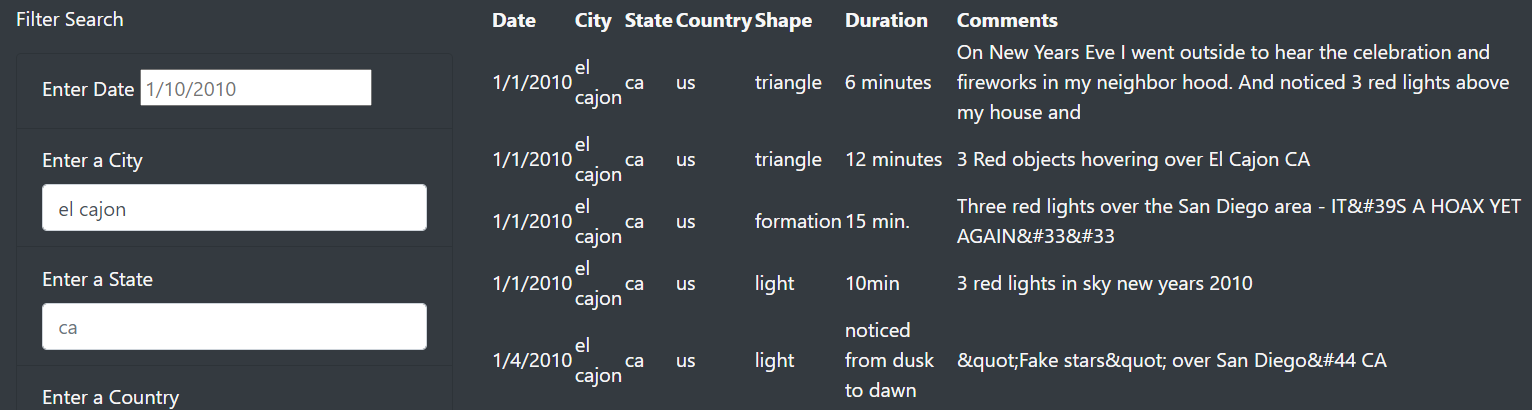 Filter Search
Enter Date 1/10/2010
Enter a City
el cajon
Enter a State
ca
Enter a Country
Date City State Country Shape Duration Comments
1/1/2010 el cajon ca us triangle 6 minutes On New Years Eve I went outside to hear the celebration and
fireworks in my neighbor hood. And noticed 3 red lights above
my house and
1/1/2010 el cajon ca us triangle 12 minutes 3 Red objects hovering over El Cajon CA
1/1/2010 el cajon ca us formation 15 min. Three red lights over the San Diego area - IT&#39S A HOAX YET
AGAIN&#33&#33
1/1/2010 el cajon ca us light 10min 3 red lights in sky new years 2010
1/4/2010 el cajon ca us light noticed from dusk to dawn &quot;Fake stars&quot; over San Diego&#44 CA